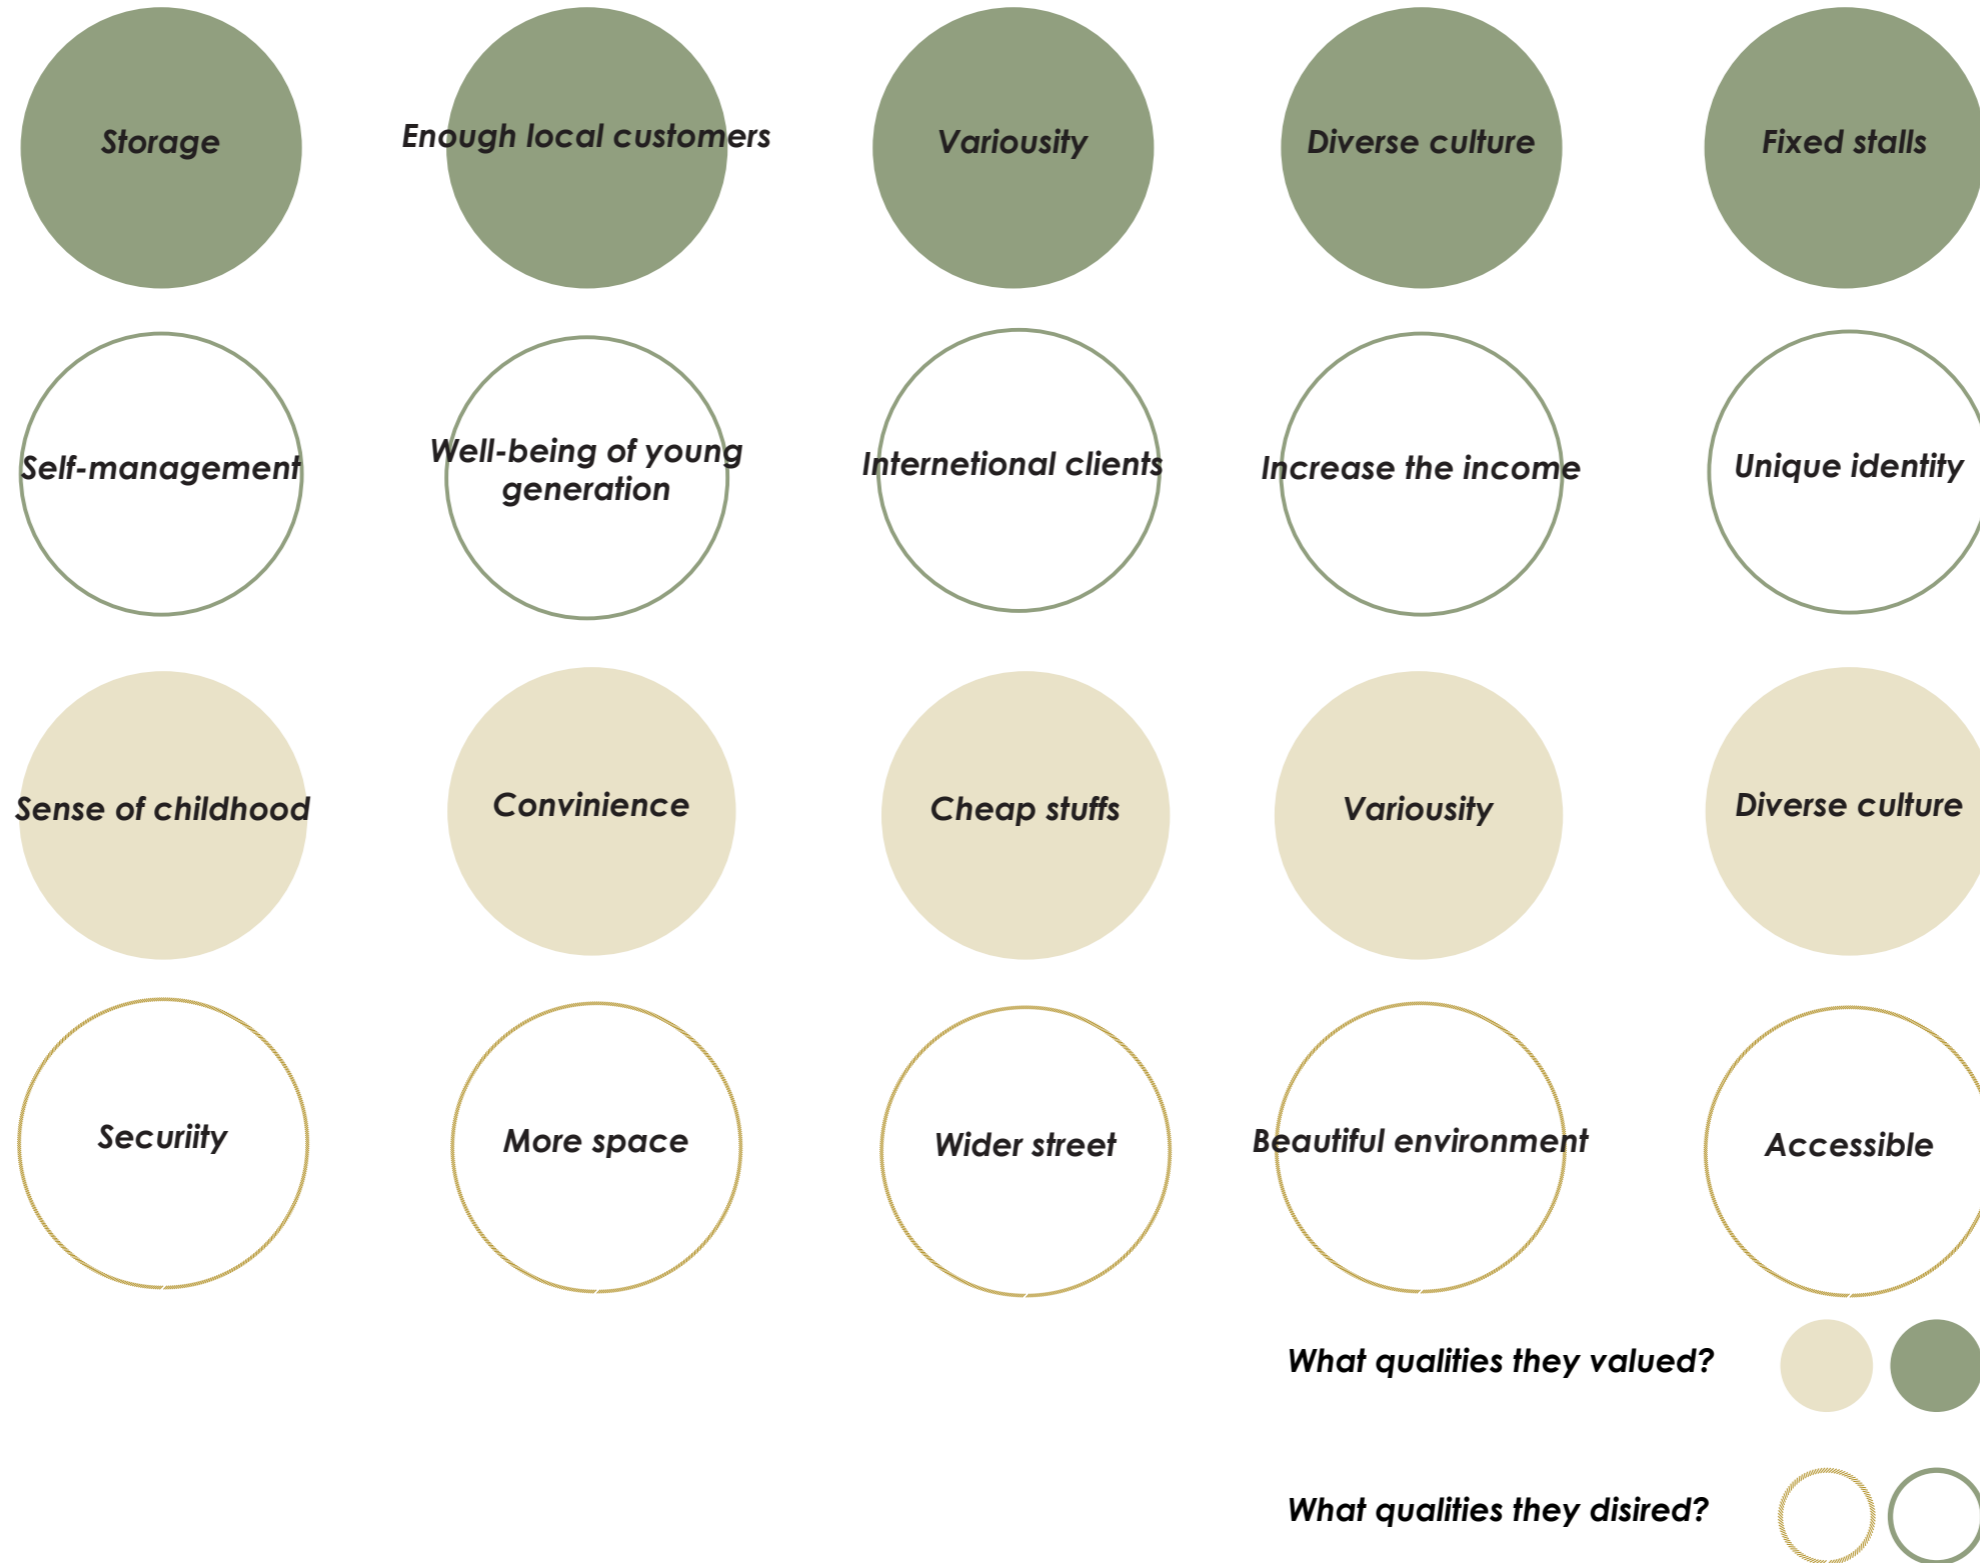 Storage
Enough local customers
Variousity
Diverse culture
Fixed stalls
Self-management
Well-being of young
generation
Internetional clients
Increase the income
Unique identity
Sense of childhood
Convinience
Cheap stuffs
Variousity
Diverse culture
Securiity
More space
Wider street
Beautiful environment
Accessible
What qualities they valued?
What qualities they disired?